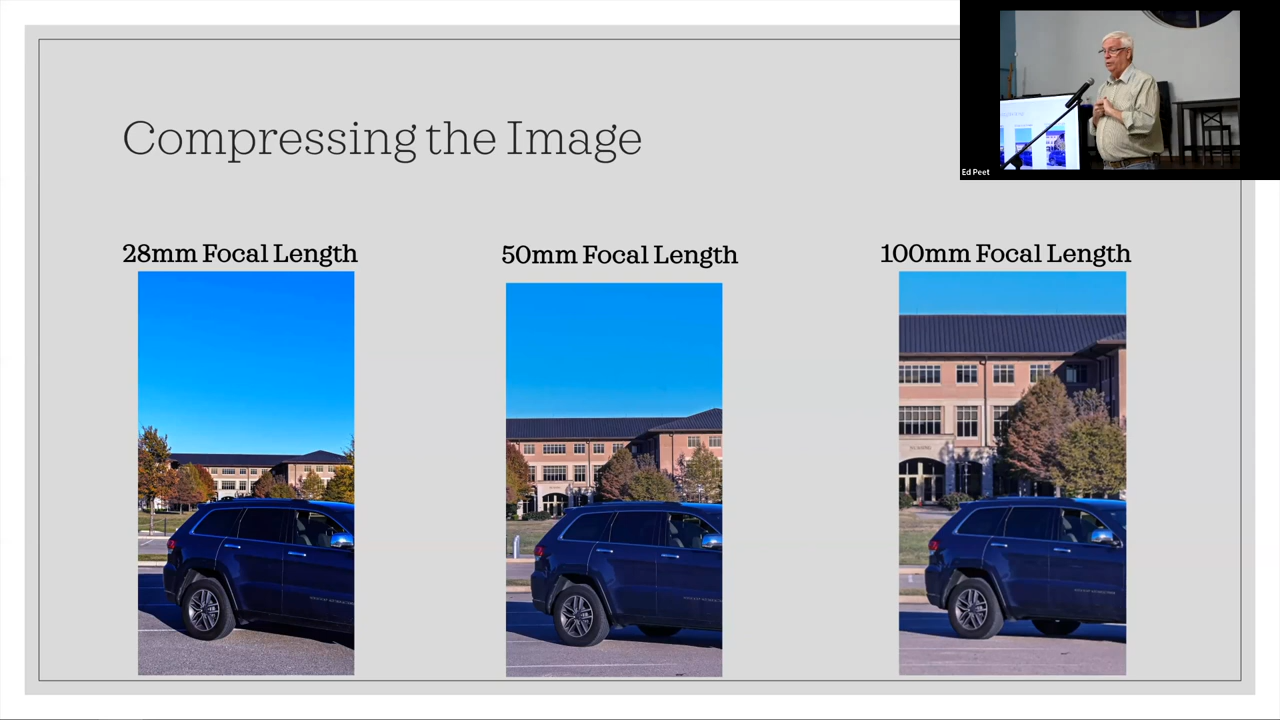 Compressing the Image
Ed Peet
28mm Focal Length
50mm Focal Length
100mm Focal Length